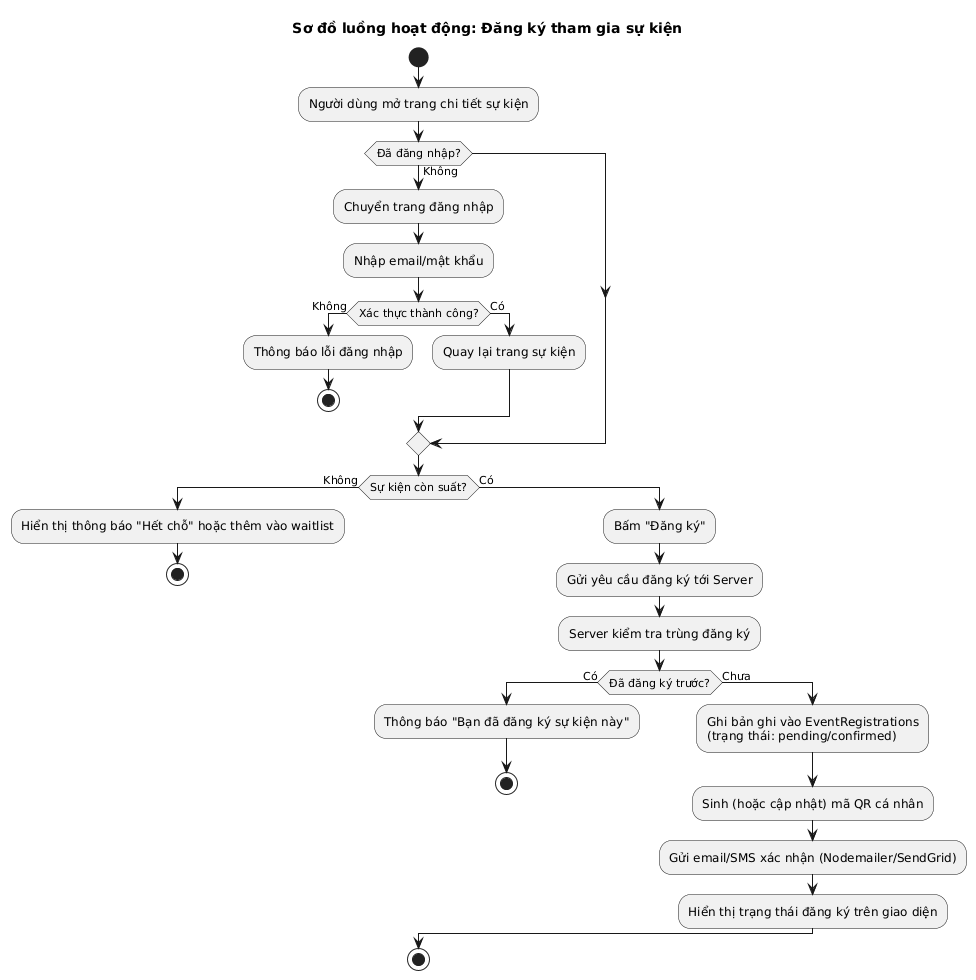 Sơ đồ luồng hoạt động: Đăng ký tham gia sự kiện
Người dùng mở trang chi tiết sự kiện
Đã đăng nhập?
Không
Chuyển trang đăng nhập
Nhập email/mật khẩu
Không
Xác thực thành công?
Có
Thông báo lỗi đăng nhập
Quay lại trang sự kiện
Không
Sự kiện còn suất?
Có
Hiển thị thông báo "Hết chỗ" hoặc thêm vào waitlist
Bấm "Đăng ký"
Gửi yêu cầu đăng ký tới Server
Server kiểm tra trùng đăng ký
Có
Đã đăng ký trước?
Chưa
Thông báo "Bạn đã đăng ký sự kiện này"
Ghi bản ghi vào EventRegistrations
(trạng thái: pending/confirmed)
Sinh (hoặc cập nhật) mã QR cá nhân
Gửi email/SMS xác nhận (Nodemailer/SendGrid)
Hiển thị trạng thái đăng ký trên giao diện